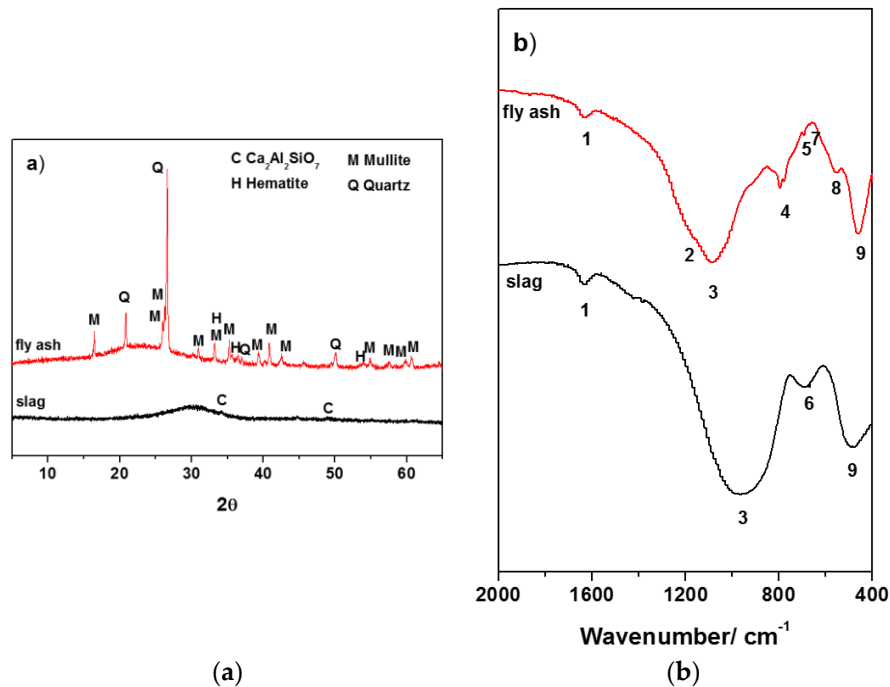 a)
C Ca2Al2SiO7 M Mullite
H Hematite Q Quartz
Q
Q
M
M
M
M
H
M
M
H
Q
M
M
M
Q
H
M
M
M
M
fly ash
slag
C
C
10 20 30 40 50 60
2θ
(a)
b)
fly ash
1
2
3
4
5
7
8
9
slag
1
3
6
9
2000 1600 1200 800 400
Wavenumber/ cm-1
(b)